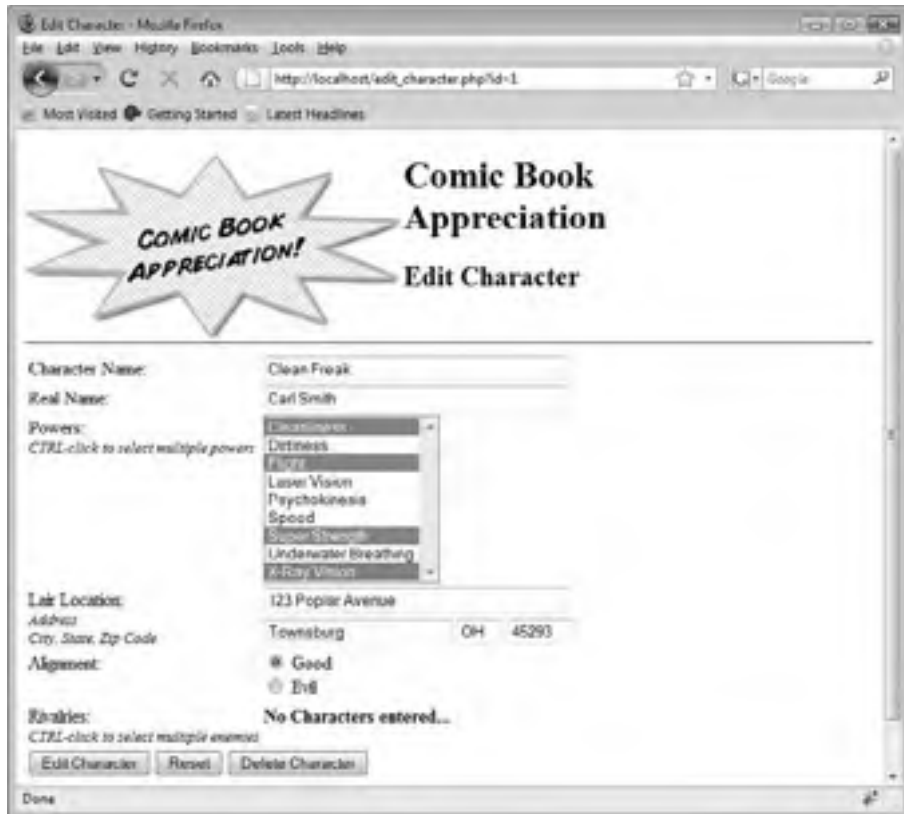 Edit Character - Mozilla Firefox
File Edit View History Bookmarks Tools Help
http://localhost/edit_character.php?id=1
Google
Most Visited Getting Started Latest Headlines
COMIC BOOK
APPRECIATION!
Comic Book
Appreciation
Edit Character
Character Name: Clean Freak
Real Name: Carl Smith
Powers:
CTRL-click to select multiple powers
Cleanliness
Dirtiness
Flight
Laser Vision
Psychokinesis
Speed
Super Strength
Underwater Breathing
X-Ray Vision
Lair Location: 123 Poplar Avenue
Address
City, State, Zip Code
Townsburg OH 45293
Alignment: Good
Evil
Rivalries: No Characters entered...
CTRL-click to select multiple enemies
Edit Character Reset Delete Character
Done